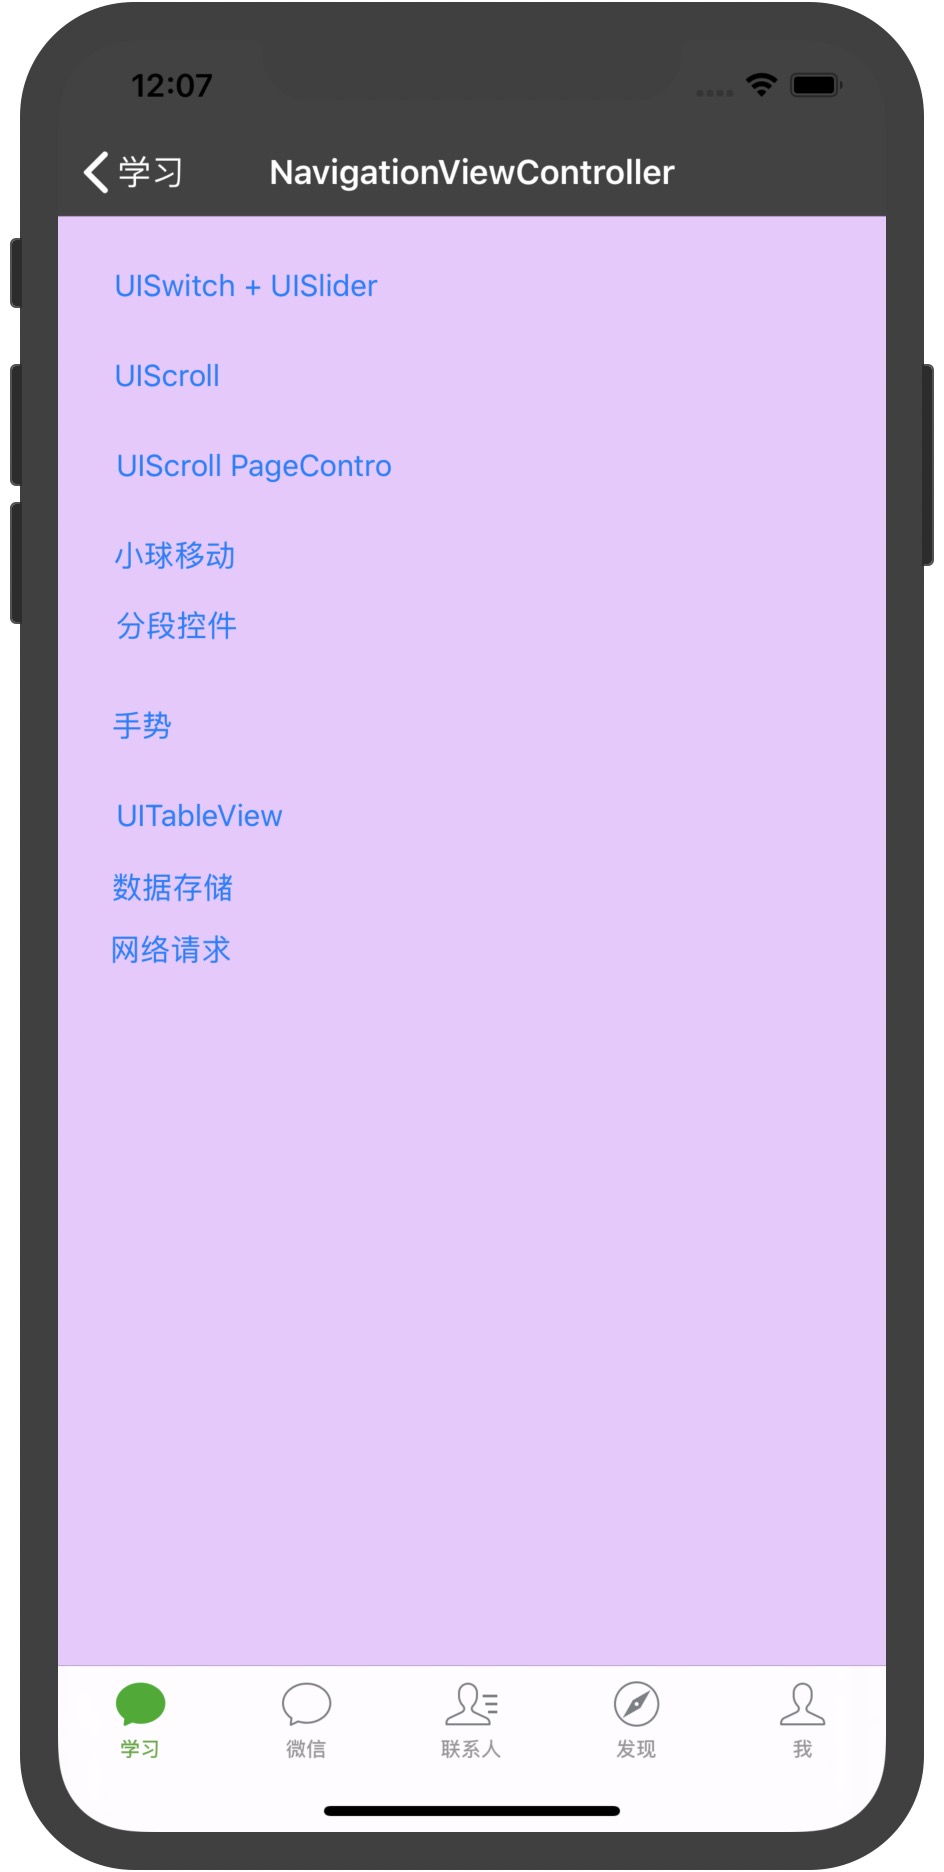 12:07
学习
NavigationViewController
UISwitch + UISlider
UIScroll
UIScroll PageContro
小球移动
分段控件
手势
UITableView
数据存储
网络请求
学习 微信 联系人 发现 我